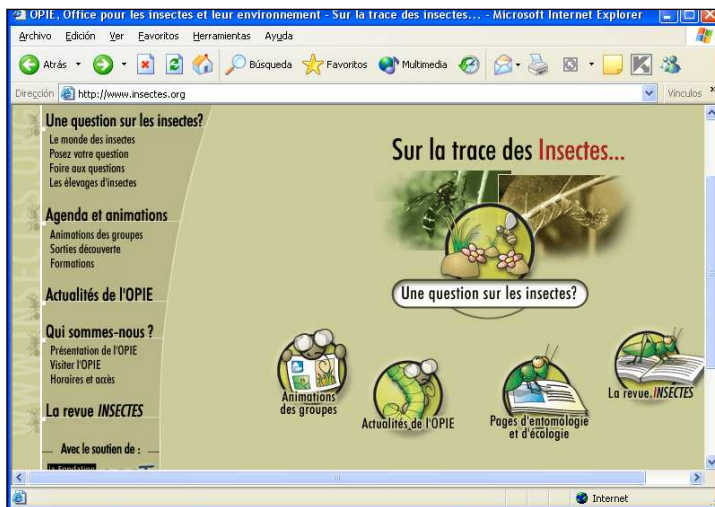 OPIE, Office pour les insectes et leur environnement - Sur la trace des insectes... - Microsoft Internet Explorer
Archivo Edición Ver Favoritos Herramientas Ayuda
Atrás Búsqueda Favoritos Multimedia
Dirección http://www.insectes.org Vínculos »
Une question sur les insectes?
Le monde des insectes
Posez votre question
Foire aux questions
Les élevages d'insectes
Agenda et animations
Animations des groupes
Sorties découverte
Formations
Actualités de l'OPIE
Qui sommes-nous ?
Présentation de l'OPIE
Visiter l'OPIE
Horaires et accès
La revue INSECTES
Avec le soutien de :
la Fondation
Sur la trace des Insectes...
Une question sur les insectes?
Animations
des groupes
Actualités de l'OPIE
Pages d'entomologie
et d'écologie
La revue INSECTES
Internet